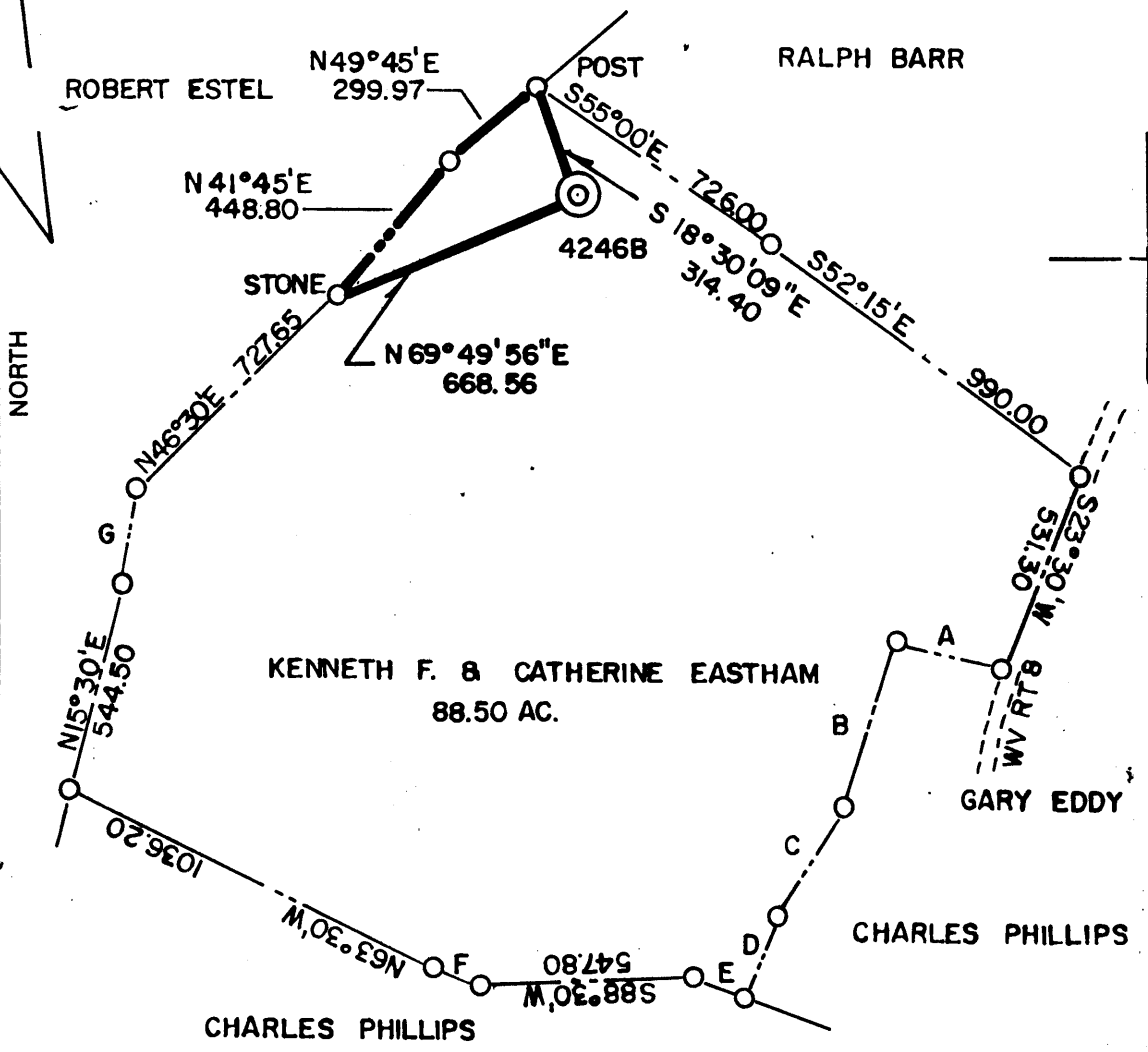 RALPH BARR
N49°45'E
299.97
POST
ROBERT ESTEL
S55°00'E
726.00
N41°45'E
448.80
S 18°30'09"E
314.40
4246B
S52°15'E
990.00
STONE
N69°49'56"E
668.56
NORTH
N46°30'E 727.65
S23°30'W
531.30
G
A
N15°30'E
544.50
KENNETH F. & CATHERINE EASTHAM
88.50 AC.
B
WV RT 8
GARY EDDY
C
1036.20
N63°30'W
D
CHARLES PHILLIPS
F
547.80
S88°30'W
E
CHARLES PHILLIPS